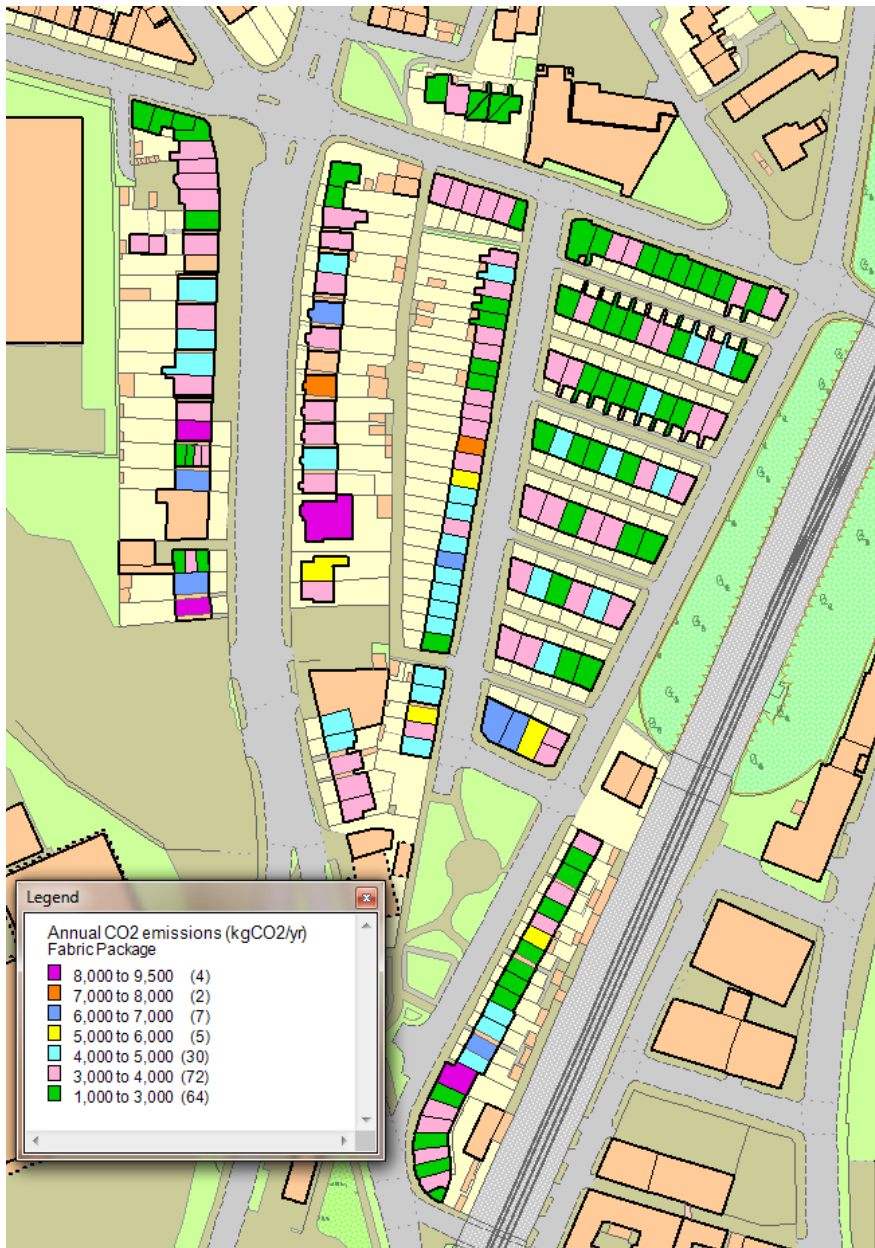 Legend
Annual CO2 emissions (kgCO2/yr)
Fabric Package
8,000 to 9,500 (4)
7,000 to 8,000 (2)
6,000 to 7,000 (7)
5,000 to 6,000 (5)
4,000 to 5,000 (30)
3,000 to 4,000 (72)
1,000 to 3,000 (64)